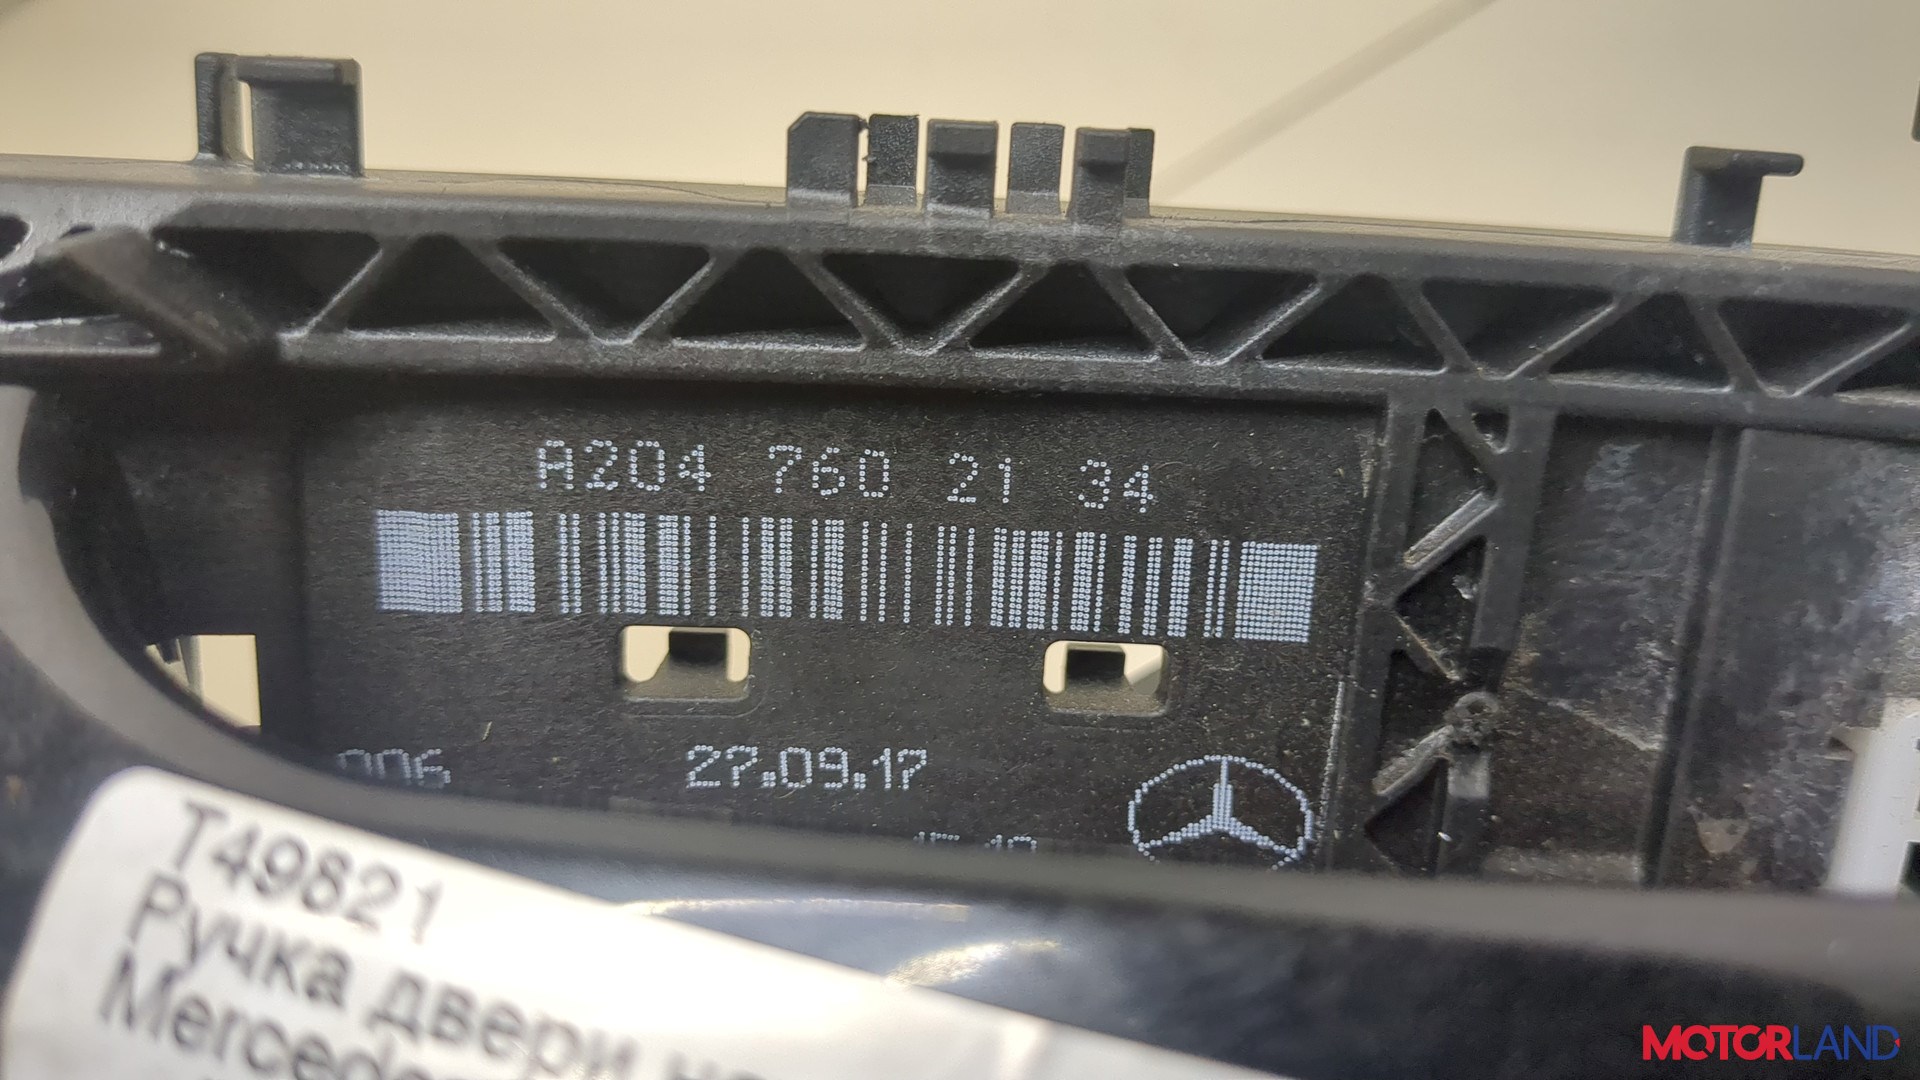 A204 760 21 34
006
27.09.17
T49821
Ручка двери
MOTORLAND